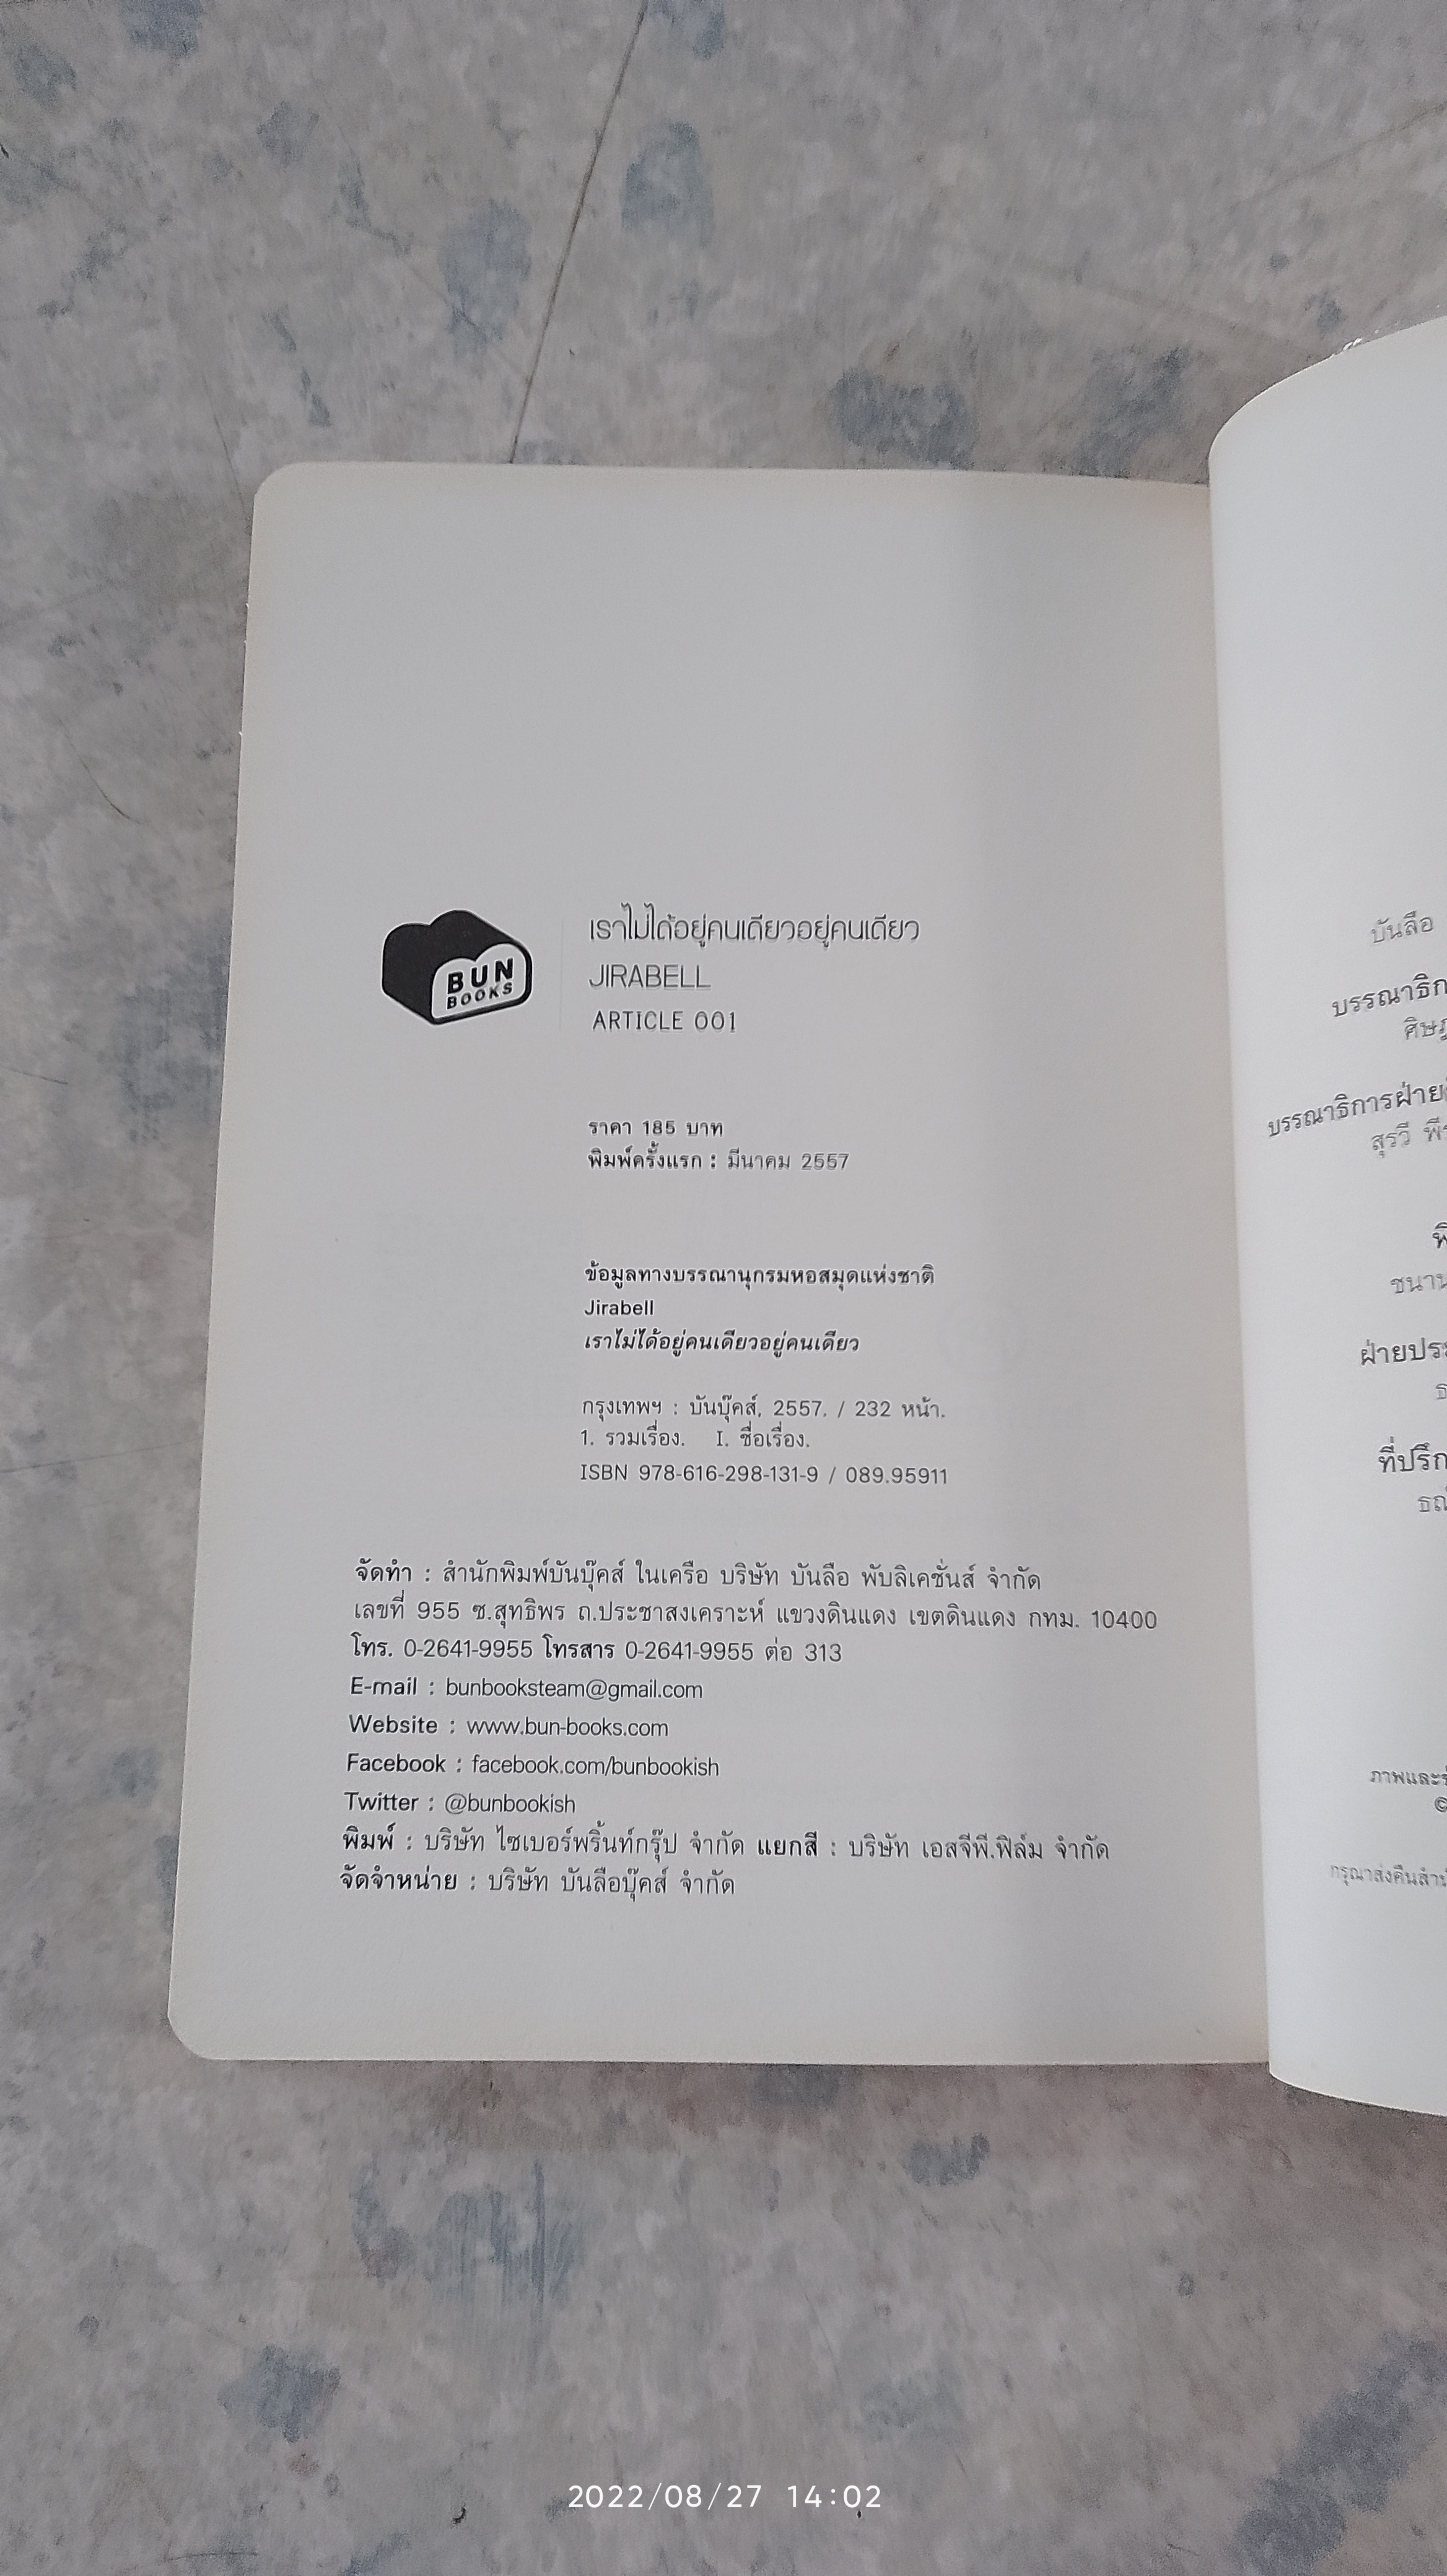 BUN
BOOKS
เราไม่ได้อยู่คนเดียวอยู่คนเดียว
JIRABELL
ARTICLE 001
ราคา 185 บาท
พิมพ์ครั้งแรก : มีนาคม 2557
ข้อมูลทางบรรณานุกรมหอสมุดแห่งชาติ
Jirabell
เราไม่ได้อยู่คนเดียวอยู่คนเดียว
กรุงเทพฯ : บันบุ๊คส์, 2557. / 232 หน้า.
1. รวมเรื่อง. I. ชื่อเรื่อง.
ISBN 978-616-298-131-9 / 089.95911
จัดทำ : สำนักพิมพ์บันบุ๊คส์ ในเครือ บริษัท บันลือ พับลิเคชั่นส์ จำกัด
เลขที่ 955 ซ.สุทธิพร ถ.ประชาสงเคราะห์ แขวงดินแดง เขตดินแดง กทม. 10400
โทร. 0-2641-9955 โทรสาร 0-2641-9955 ต่อ 313
E-mail : bunbooksteam@gmail.com
Website : www.bun-books.com
Facebook : facebook.com/bunbookish
Twitter : @bunbookish
พิมพ์ : บริษัท ไซเบอร์พริ้นท์กรุ๊ป จำกัด แยกสี : บริษัท เอสจีพี.ฟิล์ม จำกัด
จัดจำหน่าย : บริษัท บันลือบุ๊คส์ จำกัด
บันลือ
สุรวี
2022/08/27 14:02